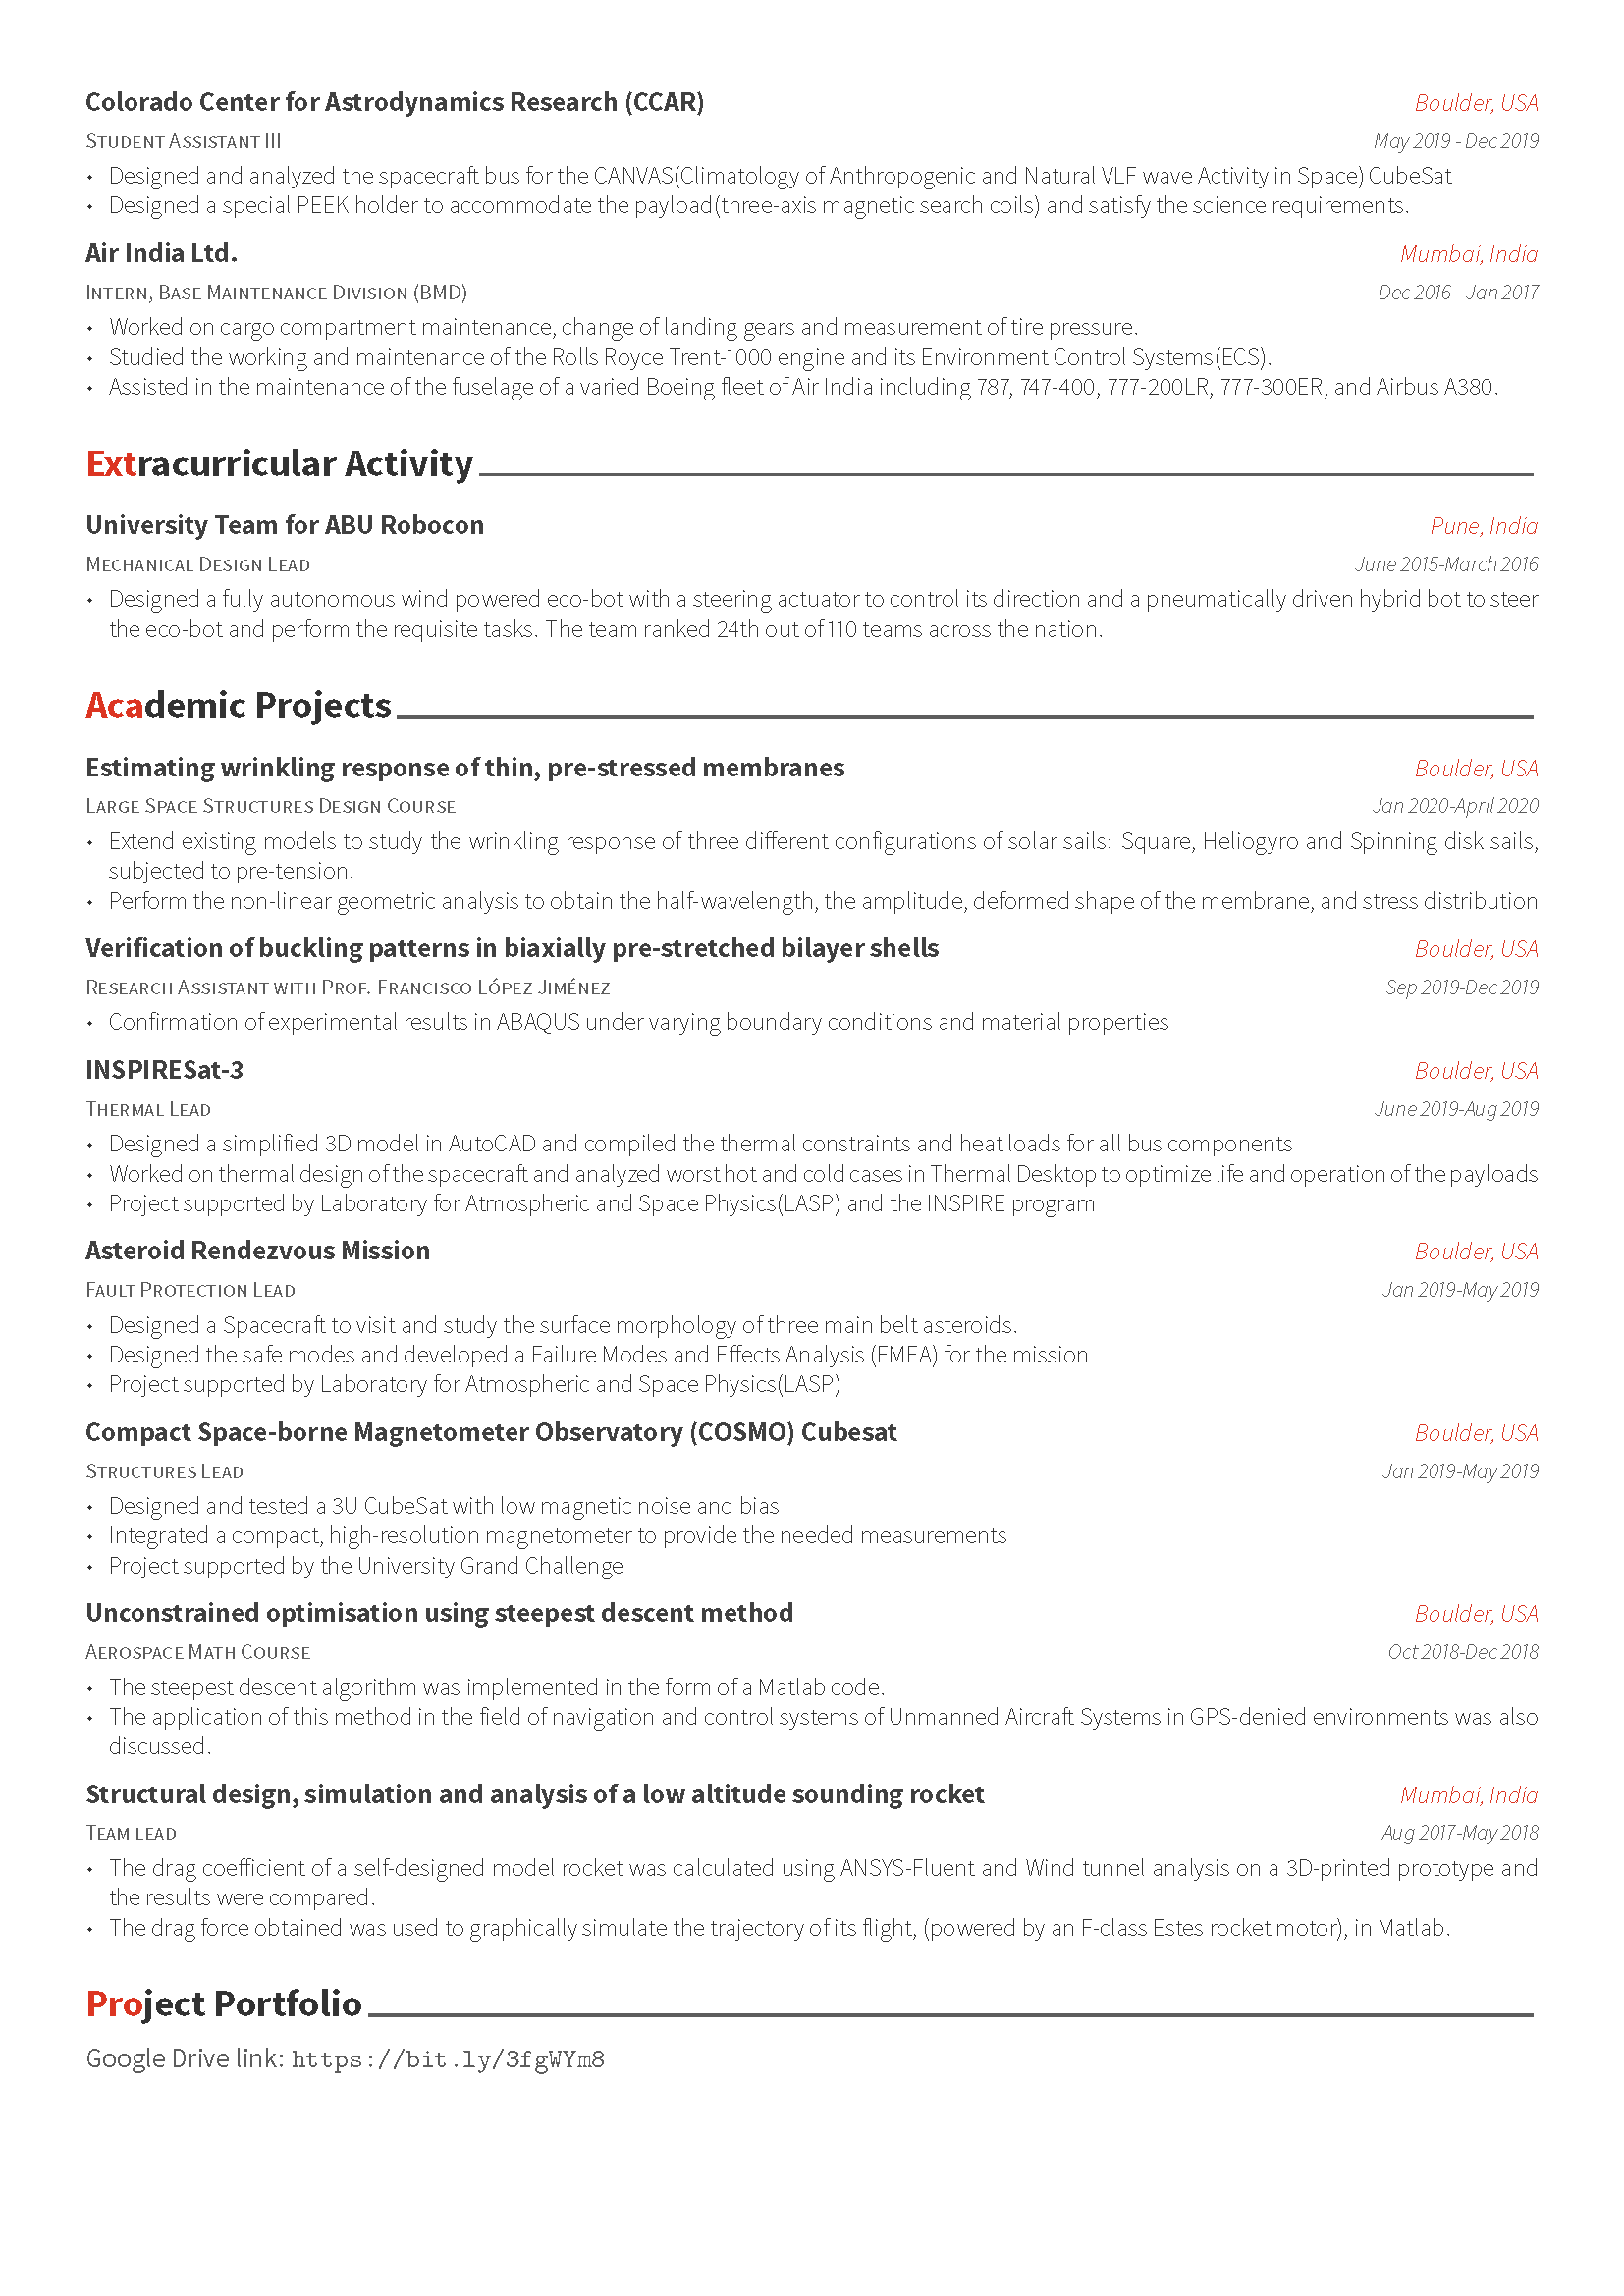 Colorado Center for Astrodynamics Research (CCAR) Boulder, USA
Student Assistant III May 2019 - Dec 2019
• Designed and analyzed the spacecraft bus for the CANVAS(Climatology of Anthropogenic and Natural VLF wave Activity in Space) CubeSat
• Designed a special PEEK holder to accommodate the payload(three-axis magnetic search coils) and satisfy the science requirements.
Air India Ltd. Mumbai, India
Intern, Base Maintenance Division (BMD) Dec 2016 - Jan 2017
• Worked on cargo compartment maintenance, change of landing gears and measurement of tire pressure.
• Studied the working and maintenance of the Rolls Royce Trent-1000 engine and its Environment Control Systems(ECS).
• Assisted in the maintenance of the fuselage of a varied Boeing fleet of Air India including 787, 747-400, 777-200LR, 777-300ER, and Airbus A380.
Extracurricular Activity
University Team for ABU Robocon Pune, India
Mechanical Design Lead June 2015-March 2016
• Designed a fully autonomous wind powered eco-bot with a steering actuator to control its direction and a pneumatically driven hybrid bot to steer
the eco-bot and perform the requisite tasks. The team ranked 24th out of 110 teams across the nation.
Academic Projects
Estimating wrinkling response of thin, pre-stressed membranes Boulder, USA
Large Space Structures Design Course Jan 2020-April 2020
• Extend existing models to study the wrinkling response of three different configurations of solar sails: Square, Heliogyro and Spinning disk sails,
subjected to pre-tension.
• Perform the non-linear geometric analysis to obtain the half-wavelength, the amplitude, deformed shape of the membrane, and stress distribution
Verification of buckling patterns in biaxially pre-stretched bilayer shells Boulder, USA
Research Assistant with Prof. Francisco López Jiménez Sep 2019-Dec 2019
• Confirmation of experimental results in ABAQUS under varying boundary conditions and material properties
INSPIRESat-3 Boulder, USA
Thermal Lead June 2019-Aug 2019
• Designed a simplified 3D model in AutoCAD and compiled the thermal constraints and heat loads for all bus components
• Worked on thermal design of the spacecraft and analyzed worst hot and cold cases in Thermal Desktop to optimize life and operation of the payloads
• Project supported by Laboratory for Atmospheric and Space Physics(LASP) and the INSPIRE program
Asteroid Rendezvous Mission Boulder, USA
Fault Protection Lead Jan 2019-May 2019
• Designed a Spacecraft to visit and study the surface morphology of three main belt asteroids.
• Designed the safe modes and developed a Failure Modes and Effects Analysis (FMEA) for the mission
• Project supported by Laboratory for Atmospheric and Space Physics(LASP)
Compact Space-borne Magnetometer Observatory (COSMO) Cubesat Boulder, USA
Structures Lead Jan 2019-May 2019
• Designed and tested a 3U CubeSat with low magnetic noise and bias
• Integrated a compact, high-resolution magnetometer to provide the needed measurements
• Project supported by the University Grand Challenge
Unconstrained optimisation using steepest descent method Boulder, USA
Aerospace Math Course Oct 2018-Dec 2018
• The steepest descent algorithm was implemented in the form of a Matlab code.
• The application of this method in the field of navigation and control systems of Unmanned Aircraft Systems in GPS-denied environments was also
discussed.
Structural design, simulation and analysis of a low altitude sounding rocket Mumbai, India
Team lead Aug 2017-May 2018
• The drag coefficient of a self-designed model rocket was calculated using ANSYS-Fluent and Wind tunnel analysis on a 3D-printed prototype and
the results were compared.
• The drag force obtained was used to graphically simulate the trajectory of its flight, (powered by an F-class Estes rocket motor), in Matlab.
Project Portfolio
Google Drive link: https://bit.ly/3fgWYm8